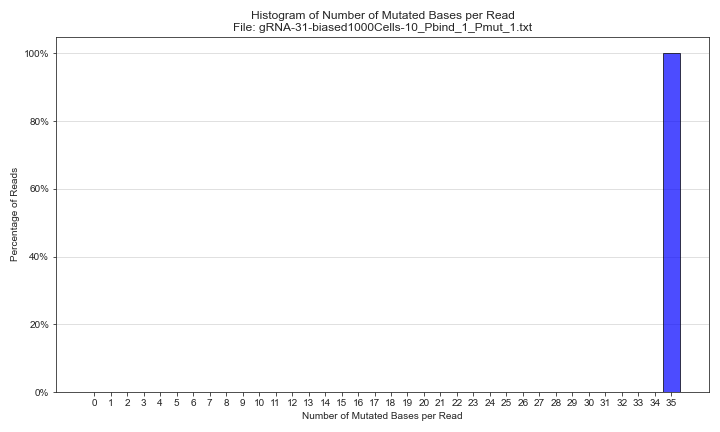 Histogram of Number of Mutated Bases per Read
File: gRNA-31-biased1000Cells-10_Pbind_1_Pmut_1.txt
100%
80%
60%
40%
20%
0%
Percentage of Reads
0 1 2 3 4 5 6 7 8 9 10 11 12 13 14 15 16 17 18 19 20 21 22 23 24 25 26 27 28 29 30 31 32 33 34 35
Number of Mutated Bases per Read